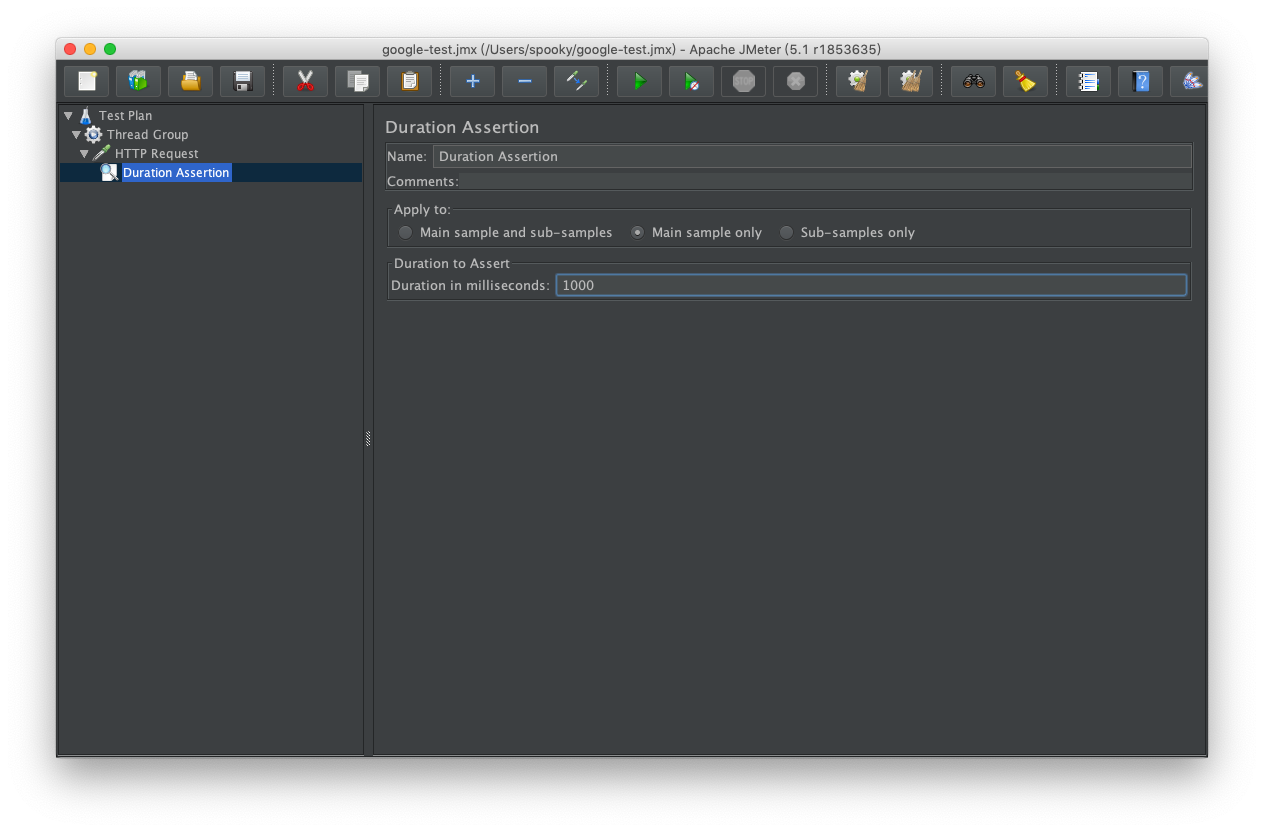 google-test.jmx (/Users/spooky/google-test.jmx) - Apache JMeter (5.1 r1853635)
STOP
?
Test Plan
Thread Group
HTTP Request
Duration Assertion
Duration Assertion
Name: Duration Assertion
Comments:
Apply to:
Main sample and sub-samples Main sample only Sub-samples only
Duration to Assert
Duration in milliseconds: 1000